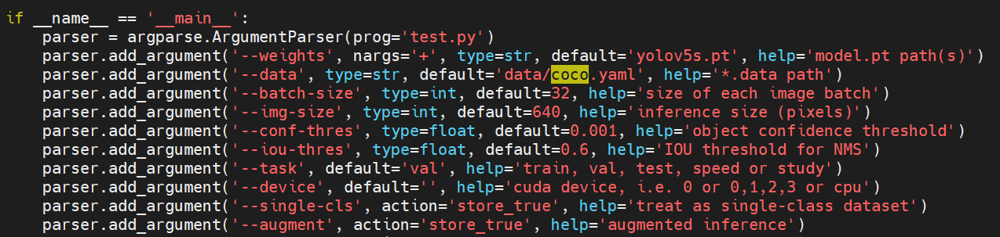 if __name__ == '__main__':
    parser = argparse.ArgumentParser(prog='test.py')
    parser.add_argument('--weights', nargs='+', type=str, default='yolov5s.pt', help='model.pt path(s)')
    parser.add_argument('--data', type=str, default='data/coco.yaml', help='*.data path')
    parser.add_argument('--batch-size', type=int, default=32, help='size of each image batch')
    parser.add_argument('--img-size', type=int, default=640, help='inference size (pixels)')
    parser.add_argument('--conf-thres', type=float, default=0.001, help='object confidence threshold')
    parser.add_argument('--iou-thres', type=float, default=0.6, help='IOU threshold for NMS')
    parser.add_argument('--task', default='val', help='train, val, test, speed or study')
    parser.add_argument('--device', default='', help='cuda device, i.e. 0 or 0,1,2,3 or cpu')
    parser.add_argument('--single-cls', action='store_true', help='treat as single-class dataset')
    parser.add_argument('--augment', action='store_true', help='augmented inference')